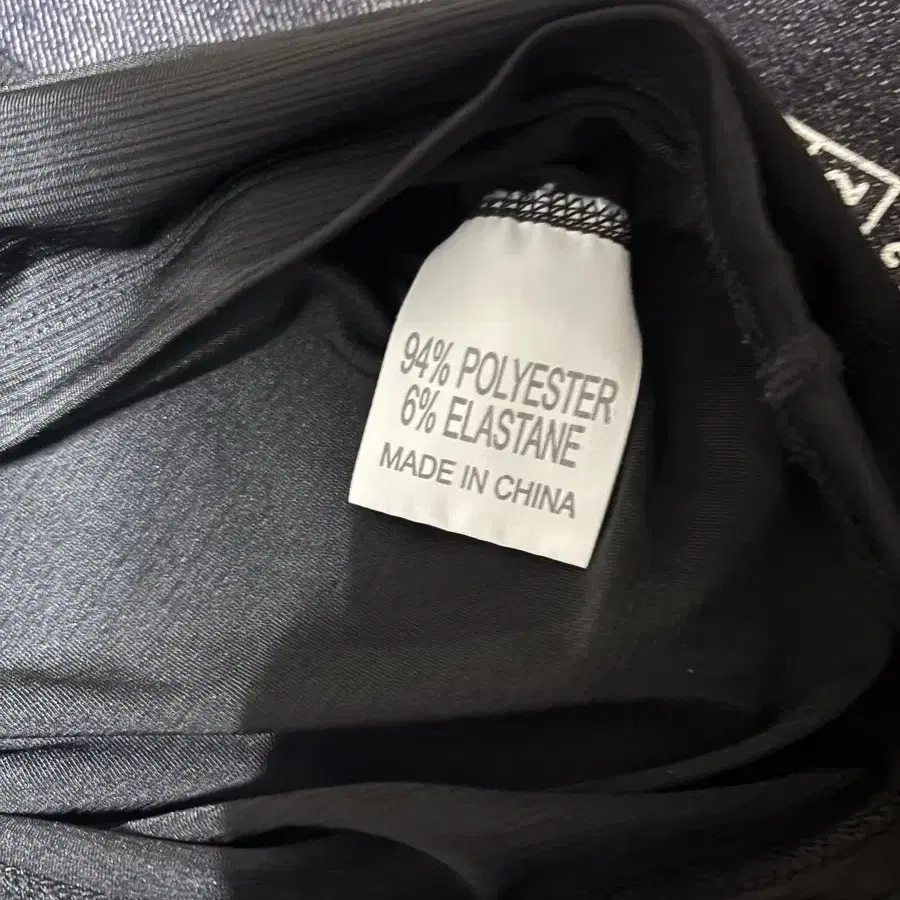 94% POLYESTER
6% ELASTANE
MADE IN CHINA